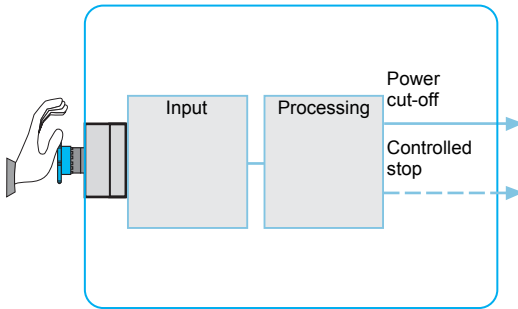 Input
Processing
Power
cut-off
Controlled
stop